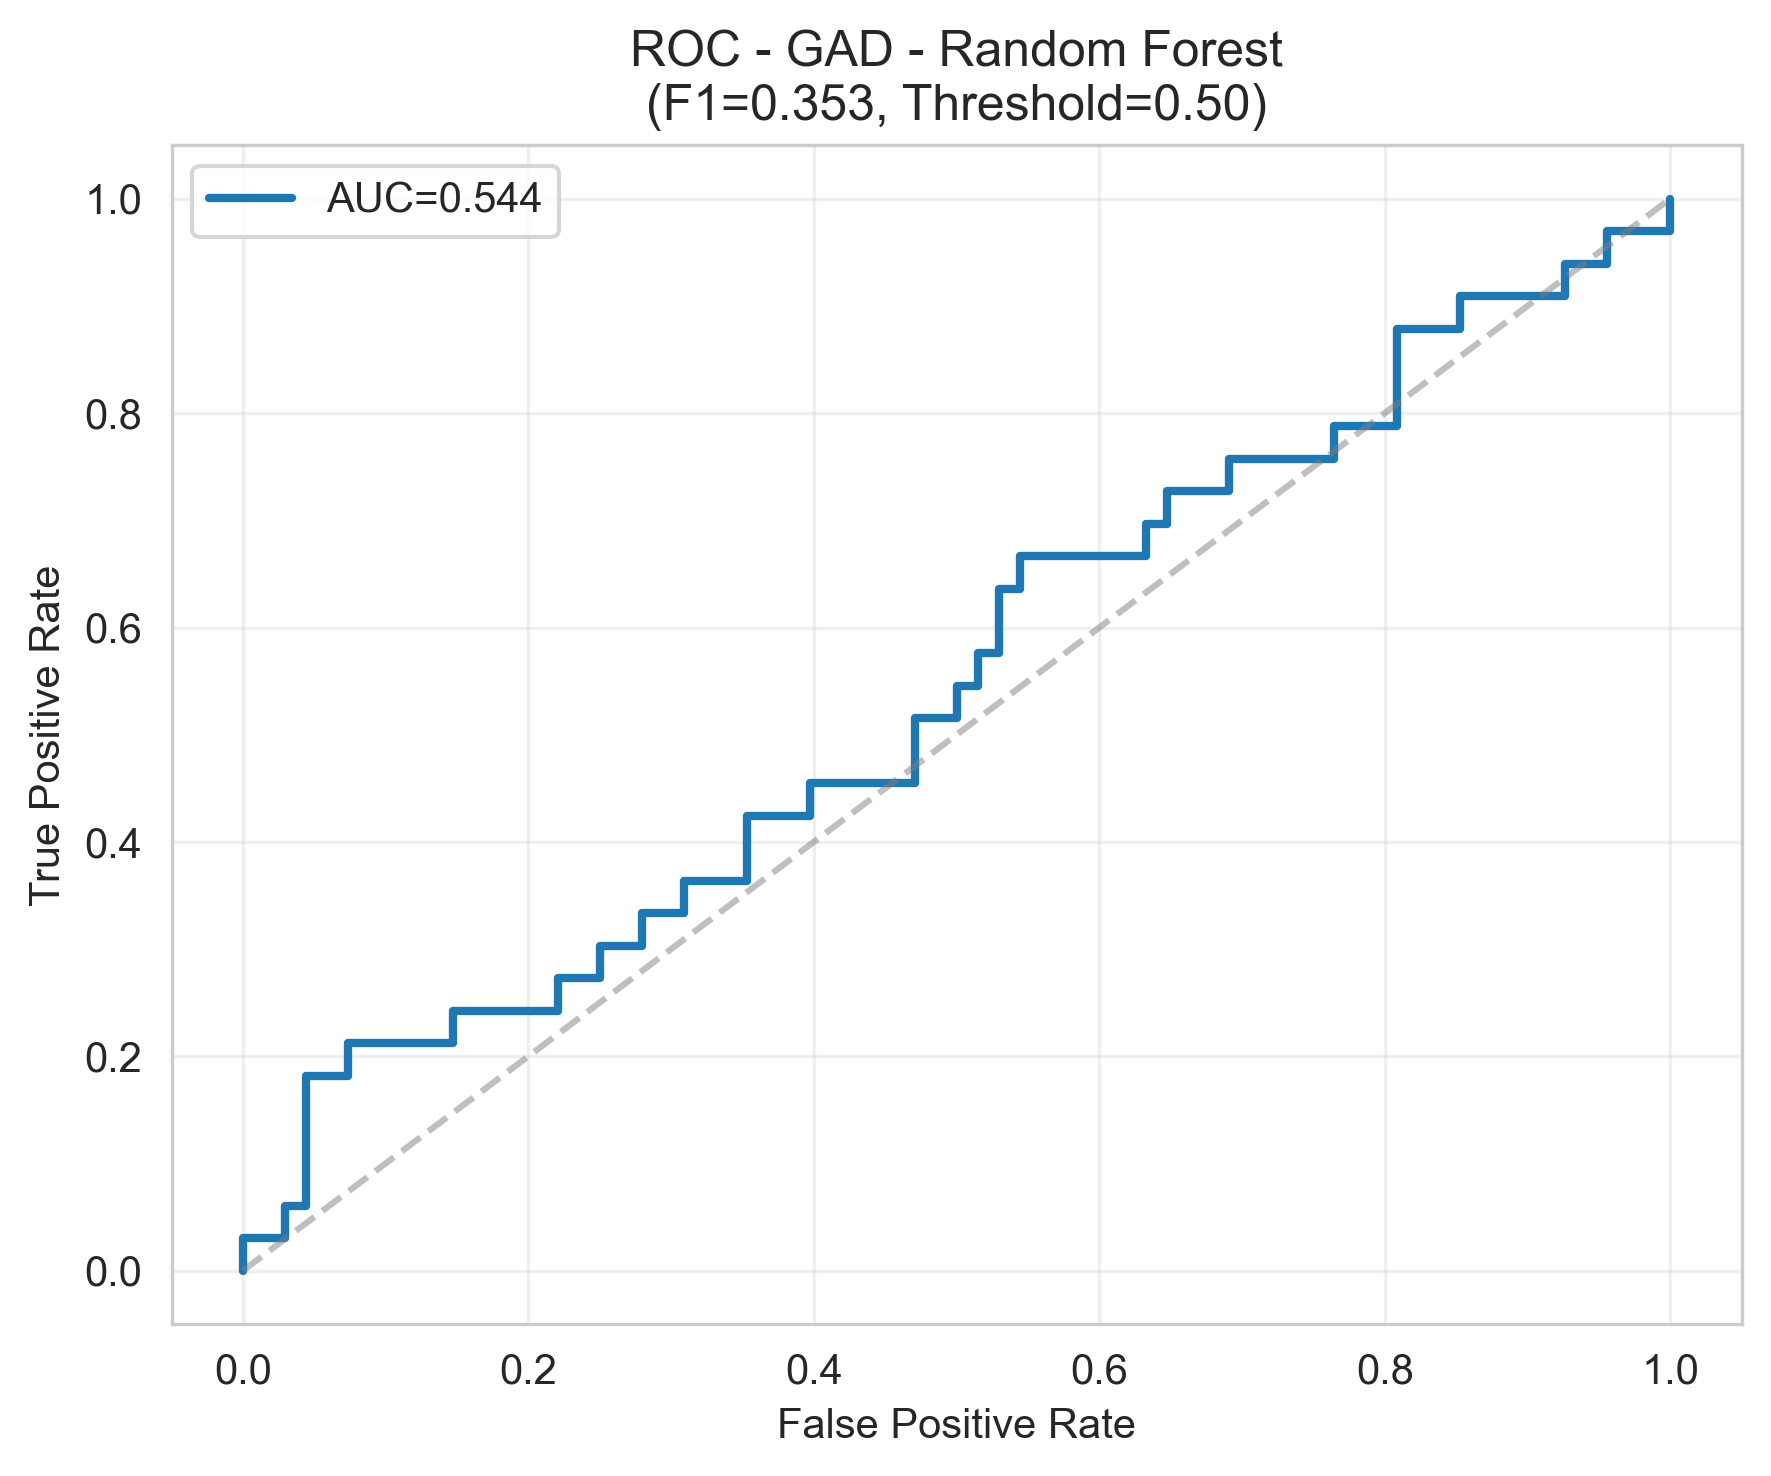 ROC - GAD - Random Forest
(F1=0.353, Threshold=0.50)
AUC=0.544
1.0
0.8
0.6
0.4
0.2
0.0
True Positive Rate
0.0 0.2 0.4 0.6 0.8 1.0
False Positive Rate